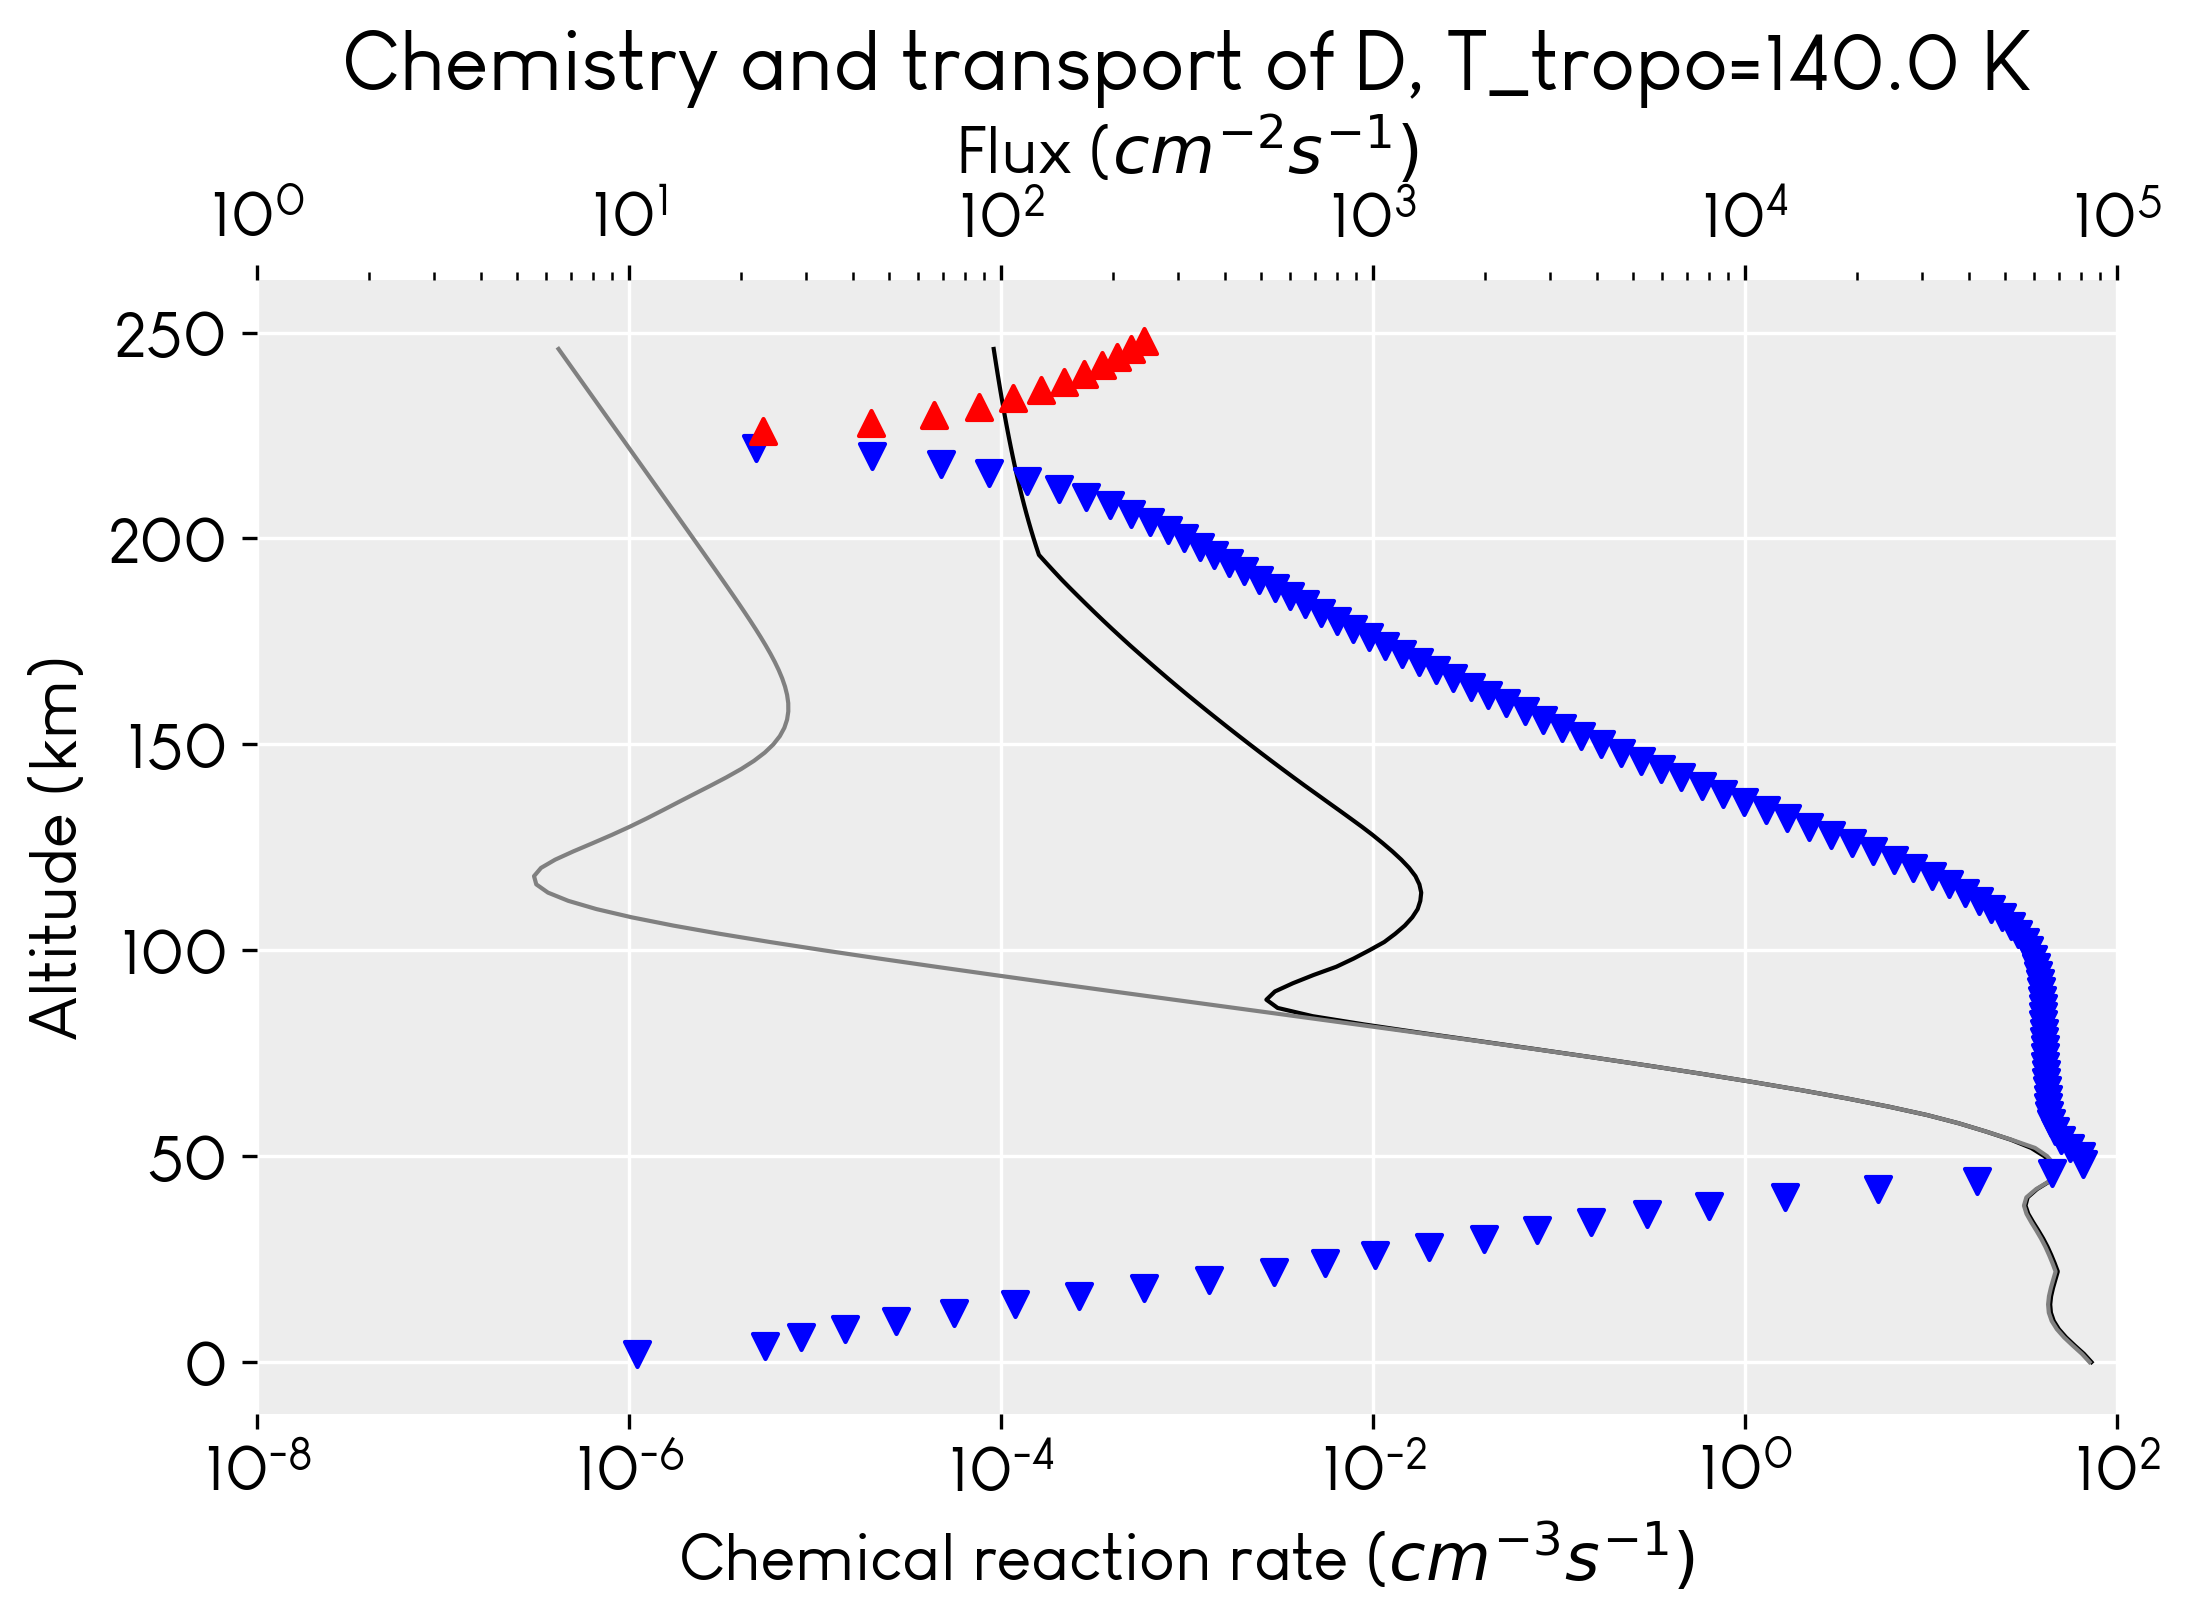 Chemistry and transport of D, T_tropo=140.0 K
Flux (cm⁻²s⁻¹)
10⁰ 10¹ 10² 10³ 10⁴ 10⁵
250
200
150
100
50
0
Altitude (km)
10⁻⁸ 10⁻⁶ 10⁻⁴ 10⁻² 10⁰ 10²
Chemical reaction rate (cm⁻³s⁻¹)